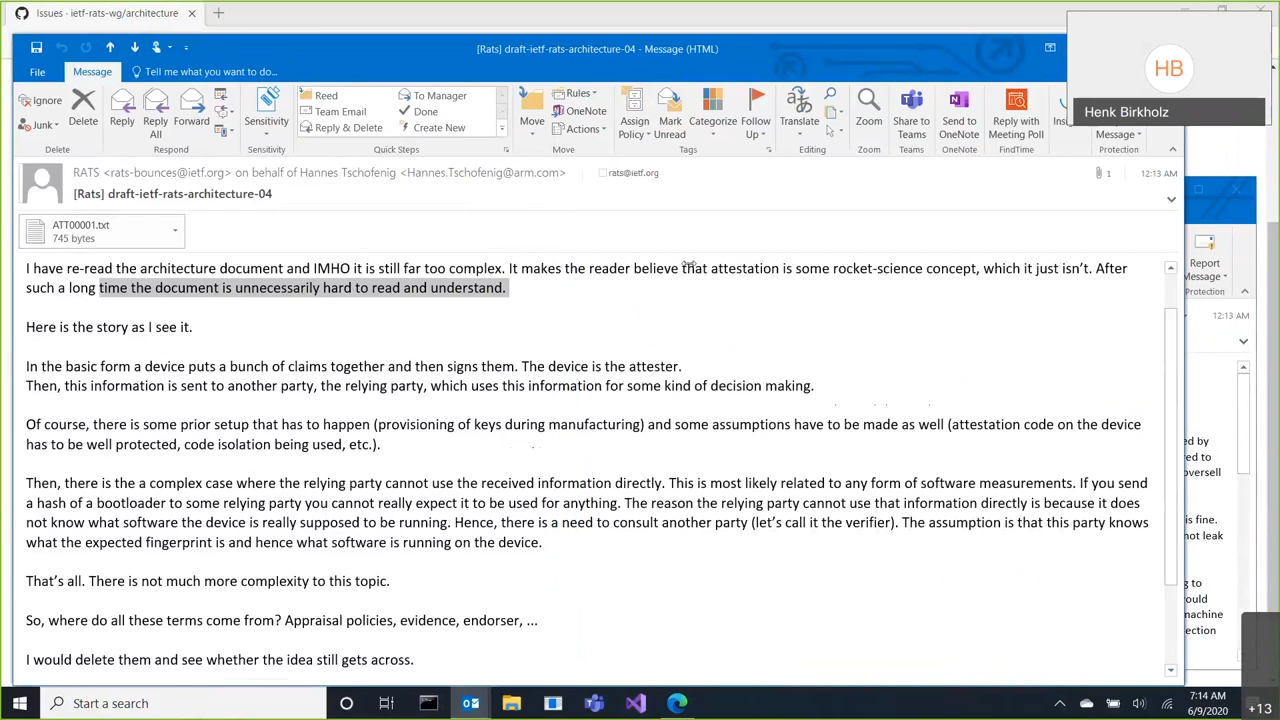 Issues · ietf-rats-wg/architecture
[Rats] draft-ietf-rats-architecture-04 - Message (HTML)
HB
Henk Birkholz
File
Message
Tell me what you want to do...
Ignore
Junk
Delete
Reply
Reply All
Forward
Sensitivity
Reed
Team Email
Reply & Delete
To Manager
Done
Create New
Move
Rules
OneNote
Actions
Assign Policy
Mark Unread
Categorize
Follow Up
Translate
Zoom
Share to Teams
Send to OneNote
Reply with Meeting Poll
Message
Delete
Respond
Sensitivity
Quick Steps
Move
Tags
Editing
Zoom
Teams
OneNote
FindTime
Protection
RATS <rats-bounces@ietf.org> on behalf of Hannes Tschofenig <Hannes.Tschofenig@arm.com>
rats@ietf.org
1
12:13 AM
[Rats] draft-ietf-rats-architecture-04
ATT00001.txt
745 bytes
I have re-read the architecture document and IMHO it is still far too complex. It makes the reader believe that attestation is some rocket-science concept, which it just isn't. After
such a long time the document is unnecessarily hard to read and understand.
Here is the story as I see it.
In the basic form a device puts a bunch of claims together and then signs them. The device is the attester.
Then, this information is sent to another party, the relying party, which uses this information for some kind of decision making.
Of course, there is some prior setup that has to happen (provisioning of keys during manufacturing) and some assumptions have to be made as well (attestation code on the device
has to be well protected, code isolation being used, etc.).
Then, there is the a complex case where the relying party cannot use the received information directly. This is most likely related to any form of software measurements. If you send
a hash of a bootloader to some relying party you cannot really expect it to be used for anything. The reason the relying party cannot use that information directly is because it does
not know what software the device is really supposed to be running. Hence, there is a need to consult another party (let's call it the verifier). The assumption is that this party knows
what the expected fingerprint is and hence what software is running on the device.
That's all. There is not much more complexity to this topic.
So, where do all these terms come from? Appraisal policies, evidence, endorser, ...
I would delete them and see whether the idea still gets across.
Report Message
Protection
12:13 AM
ed by
ed to
oversell
is fine.
not leak
ng to
ould
machine
ection
Start a search
7:14 AM
6/9/2020
+13